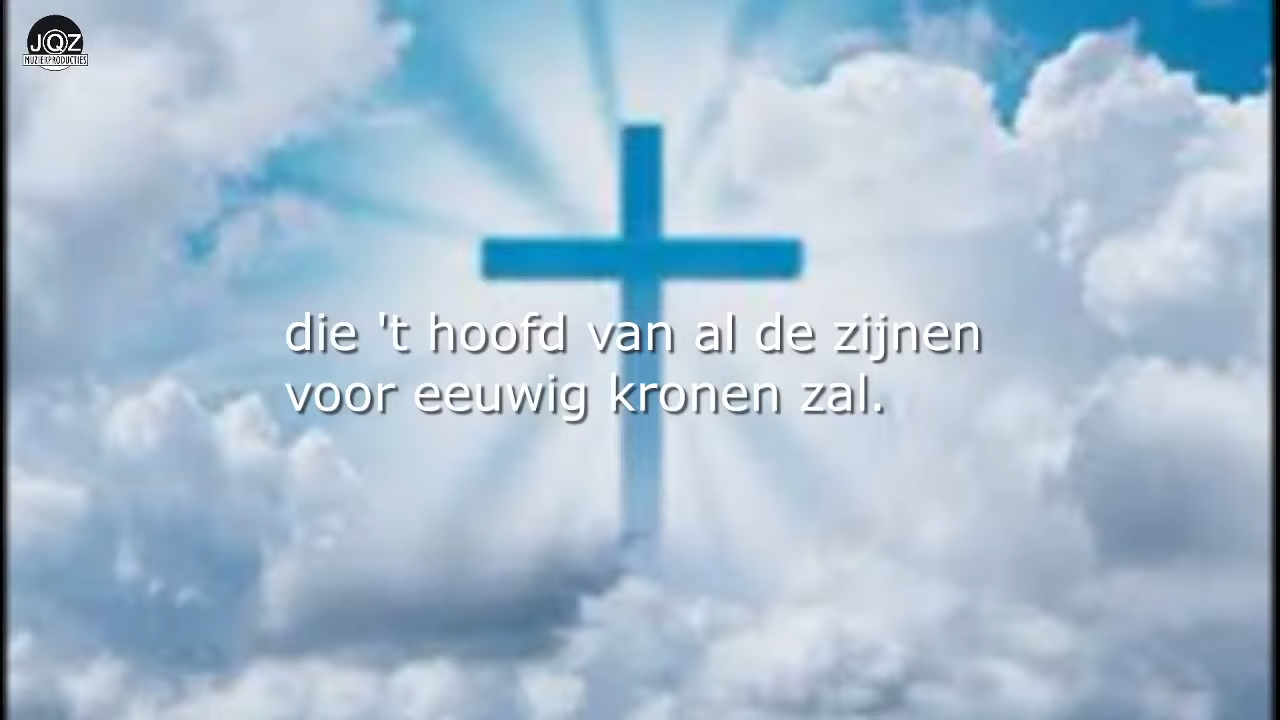 JQZ
MUZIEKPRODUCTIES
die 't hoofd van al de zijnen
voor eeuwig kronen zal.